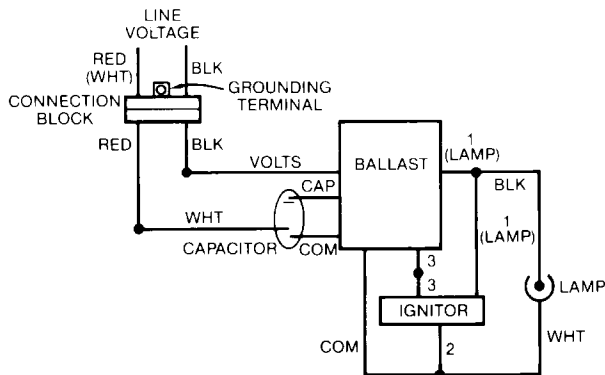 LINE
VOLTAGE
RED
(WHT)
BLK
GROUNDING
TERMINAL
CONNECTION
BLOCK
RED
BLK
VOLTS
BALLAST
1
(LAMP)
BLK
CAP
1
(LAMP)
WHT
CAPACITOR
COM
3
3
LAMP
IGNITOR
COM
2
WHT